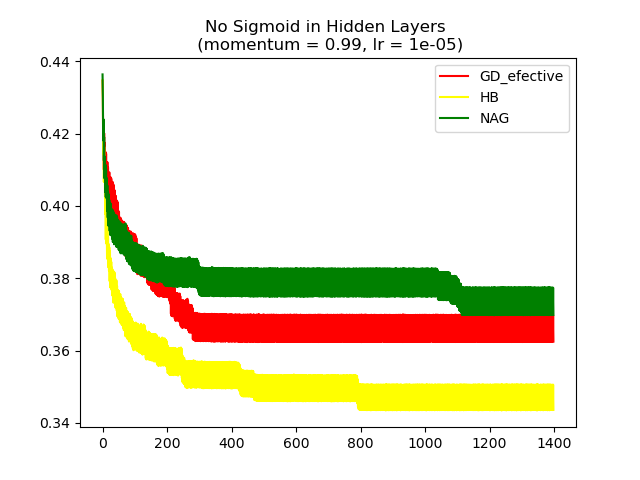 No Sigmoid in Hidden Layers
(momentum = 0.99, lr = 1e-05)
0.44
0.42
0.40
0.38
0.36
0.34
GD_efective
HB
NAG
0 200 400 600 800 1000 1200 1400